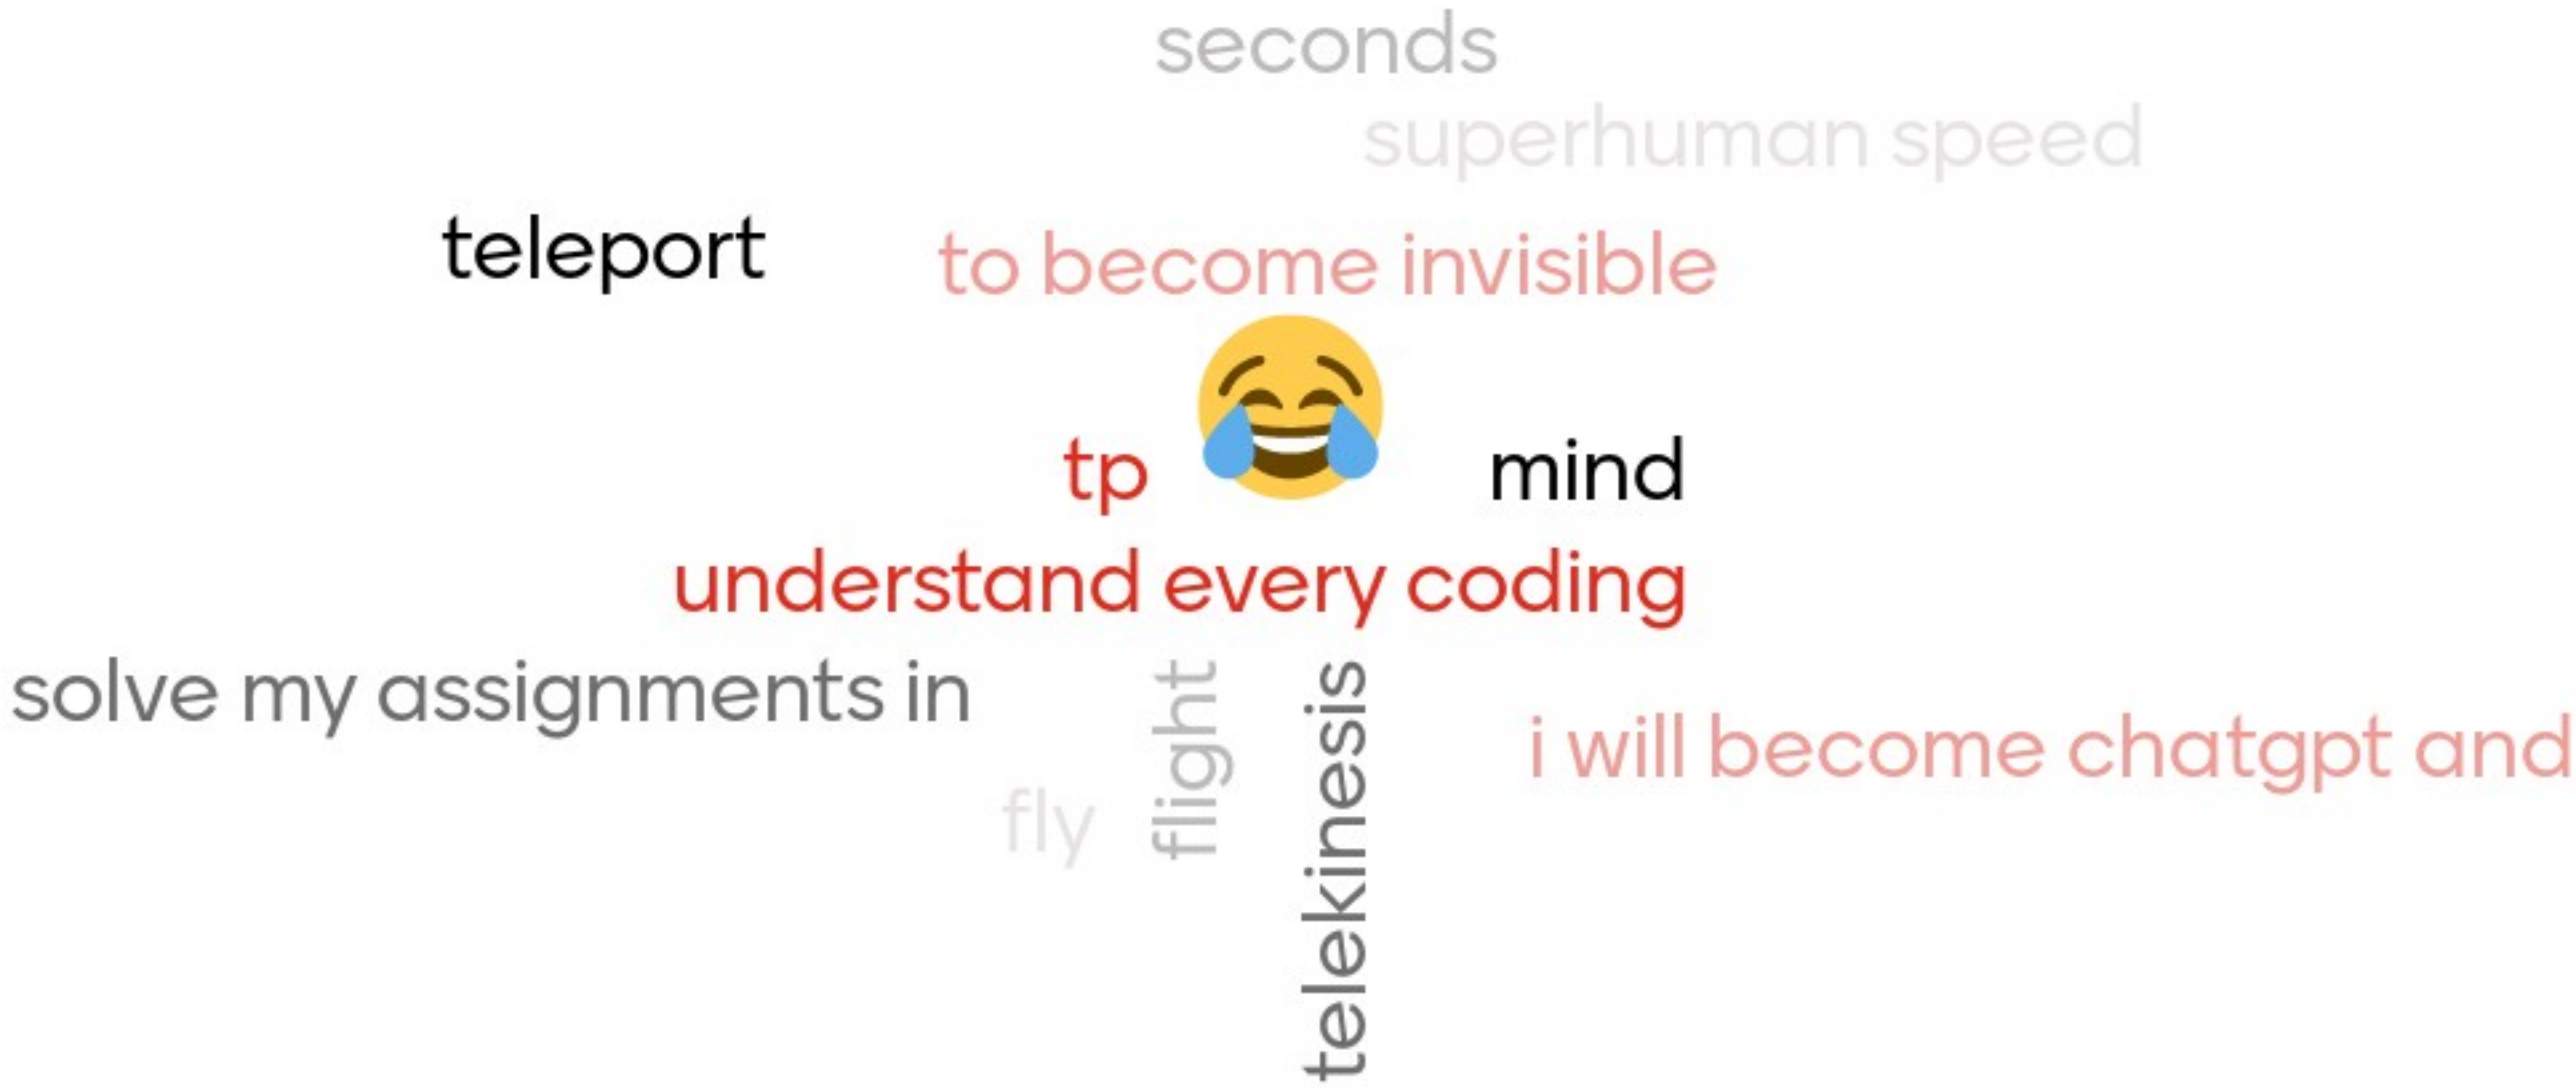 seconds
superhuman speed
teleport
to become invisible
😂
tp
mind
understand every coding
solve my assignments in
flight
telekinesis
i will become chatgpt and
fly